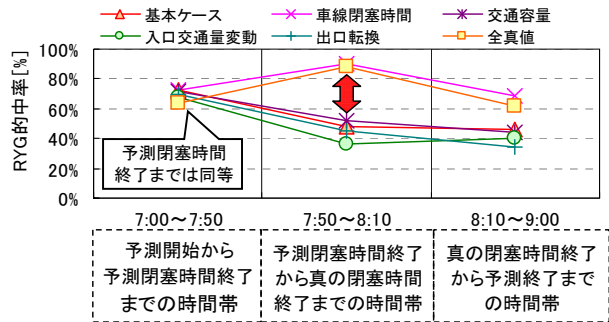 基本ケース 車線閉塞時間 交通容量
入口交通量変動 出口転換 全真値
RYG的中率[%]
100%
80%
60%
40%
20%
0%
予測閉塞時間
終了までは同等
7:00～7:50 7:50～8:10 8:10～9:00
予測開始から
予測閉塞時間終了
までの時間帯
予測閉塞時間終了
から真の閉塞時間
終了までの時間帯
真の閉塞時間終了
から予測終了まで
の時間帯